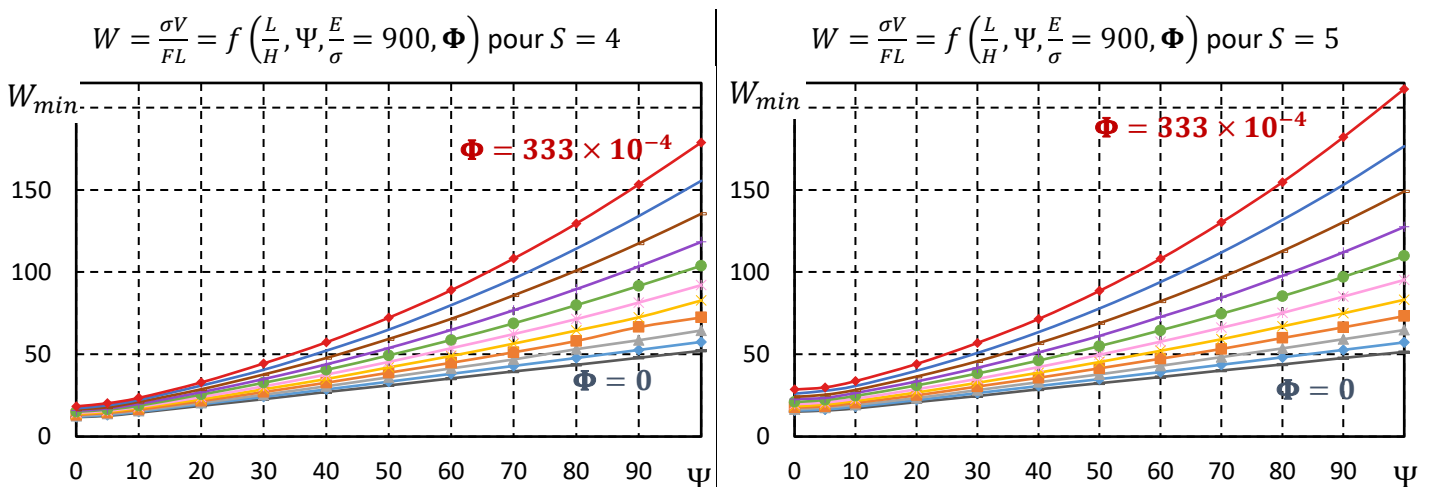 W = σV/FL = f(L/H, Ψ, E/σ = 900, Φ) pour S = 4
W_min
150
100
50
0
0 10 20 30 40 50 60 70 80 90 Ψ
Φ = 333 × 10⁻⁴
Φ = 0
W = σV/FL = f(L/H, Ψ, E/σ = 900, Φ) pour S = 5
W_min
150
100
50
0
0 10 20 30 40 50 60 70 80 90 Ψ
Φ = 333 × 10⁻⁴
Φ = 0